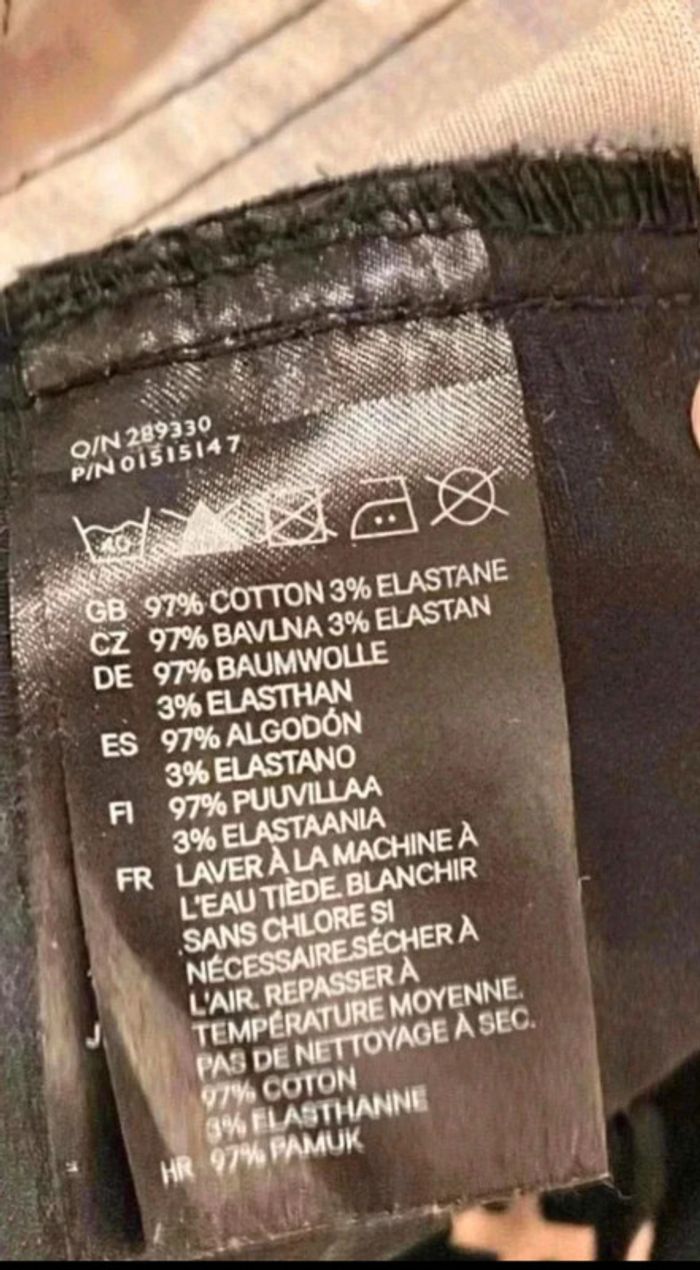 O/N 289330
P/N 01515147
40
GB 97% COTTON 3% ELASTANE
CZ 97% BAVLNA 3% ELASTAN
DE 97% BAUMWOLLE
3% ELASTHAN
ES 97% ALGODÓN
3% ELASTANO
FI 97% PUUVILLAA
3% ELASTAANIA
FR LAVER À LA MACHINE À
L'EAU TIÈDE. BLANCHIR
SANS CHLORE SI
NÉCESSAIRE.SÉCHER À
L'AIR. REPASSER À
TEMPÉRATURE MOYENNE.
PAS DE NETTOYAGE À SEC.
97% COTON
3% ELASTHANNE
HR 97% PAMUK